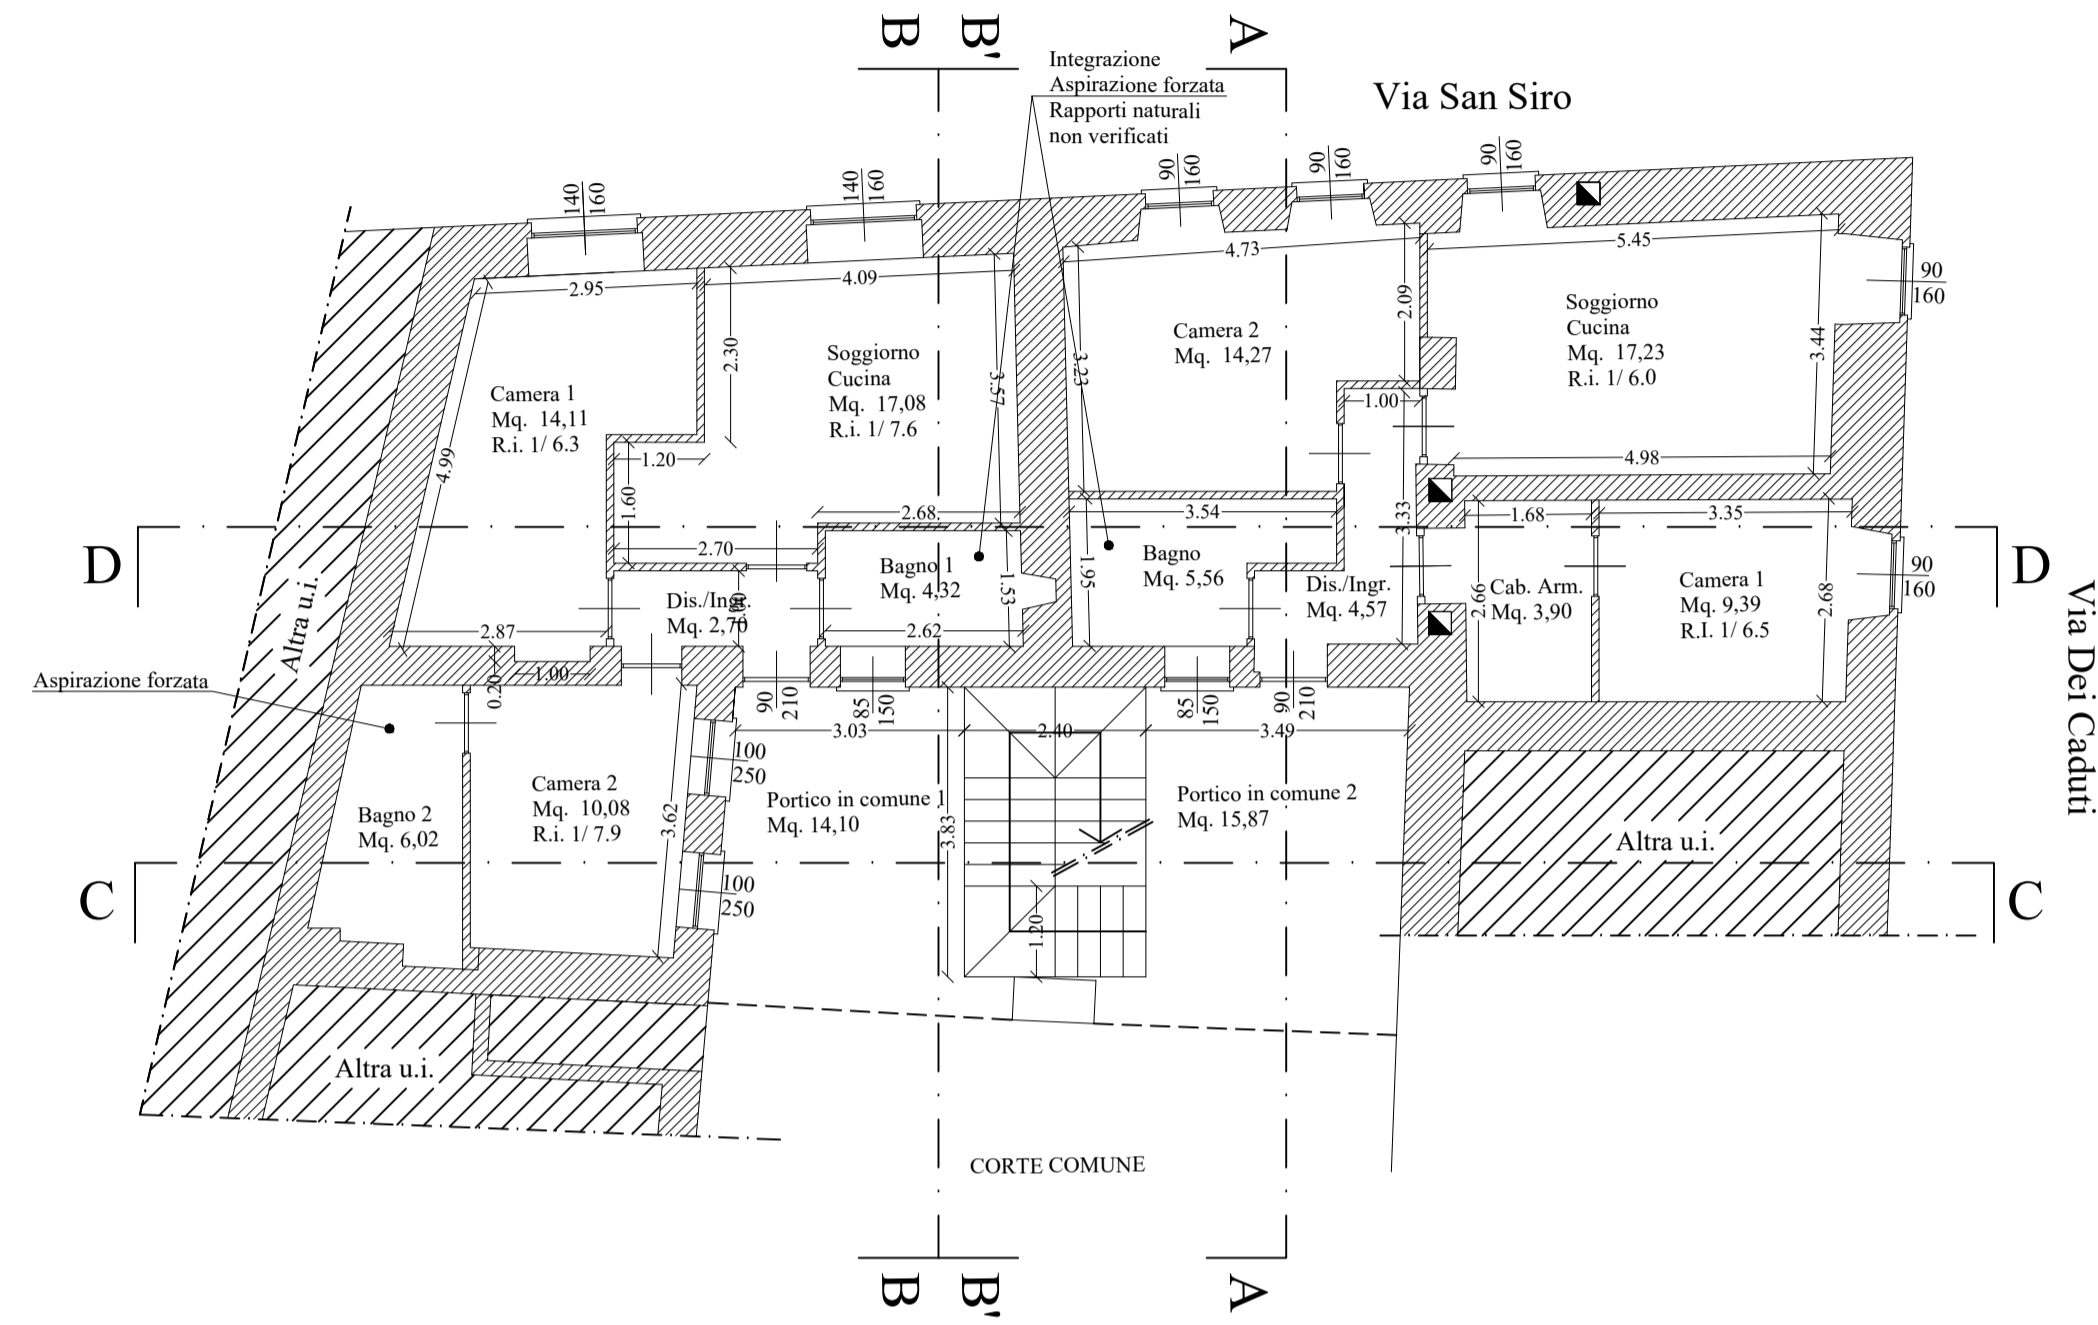 B
B'
A
Integrazione
Aspirazione forzata
Rapporti naturali
non verificati
Via San Siro
140
160
140
160
90
160
90
160
90
160
90
160
2.95
4.09
4.73
5.45
2.30
3.57
3.23
2.09
3.44
4.99
Camera 1
Mq. 14,11
R.i. 1/ 6.3
Soggiorno
Cucina
Mq. 17,08
R.i. 1/ 7.6
Camera 2
Mq. 14,27
Soggiorno
Cucina
Mq. 17,23
R.i. 1/ 6.0
1.20
1.60
1.00
4.98
2.68
3.54
3.33
1.68
3.35
2.70
D
D
Altra u.i.
Dis./Ingr.
Mq. 2,70
Bagno 1
Mq. 4,32
1.53
1.95
Bagno
Mq. 5,56
Dis./Ingr.
Mq. 4,57
2.66
Cab. Arm.
Mq. 3,90
Camera 1
Mq. 9,39
R.I. 1/ 6.5
2.68
90
160
Via Dei Caduti
2.87
2.62
Aspirazione forzata
0.20
1.00
90
210
85
150
85
150
90
210
3.03
2.40
3.49
100
250
Bagno 2
Mq. 6,02
Camera 2
Mq. 10,08
R.i. 1/ 7.9
3.62
Portico in comune 1
Mq. 14,10
3.83
Portico in comune 2
Mq. 15,87
Altra u.i.
100
250
1.20
C
C
Altra u.i.
CORTE COMUNE
B
B'
A